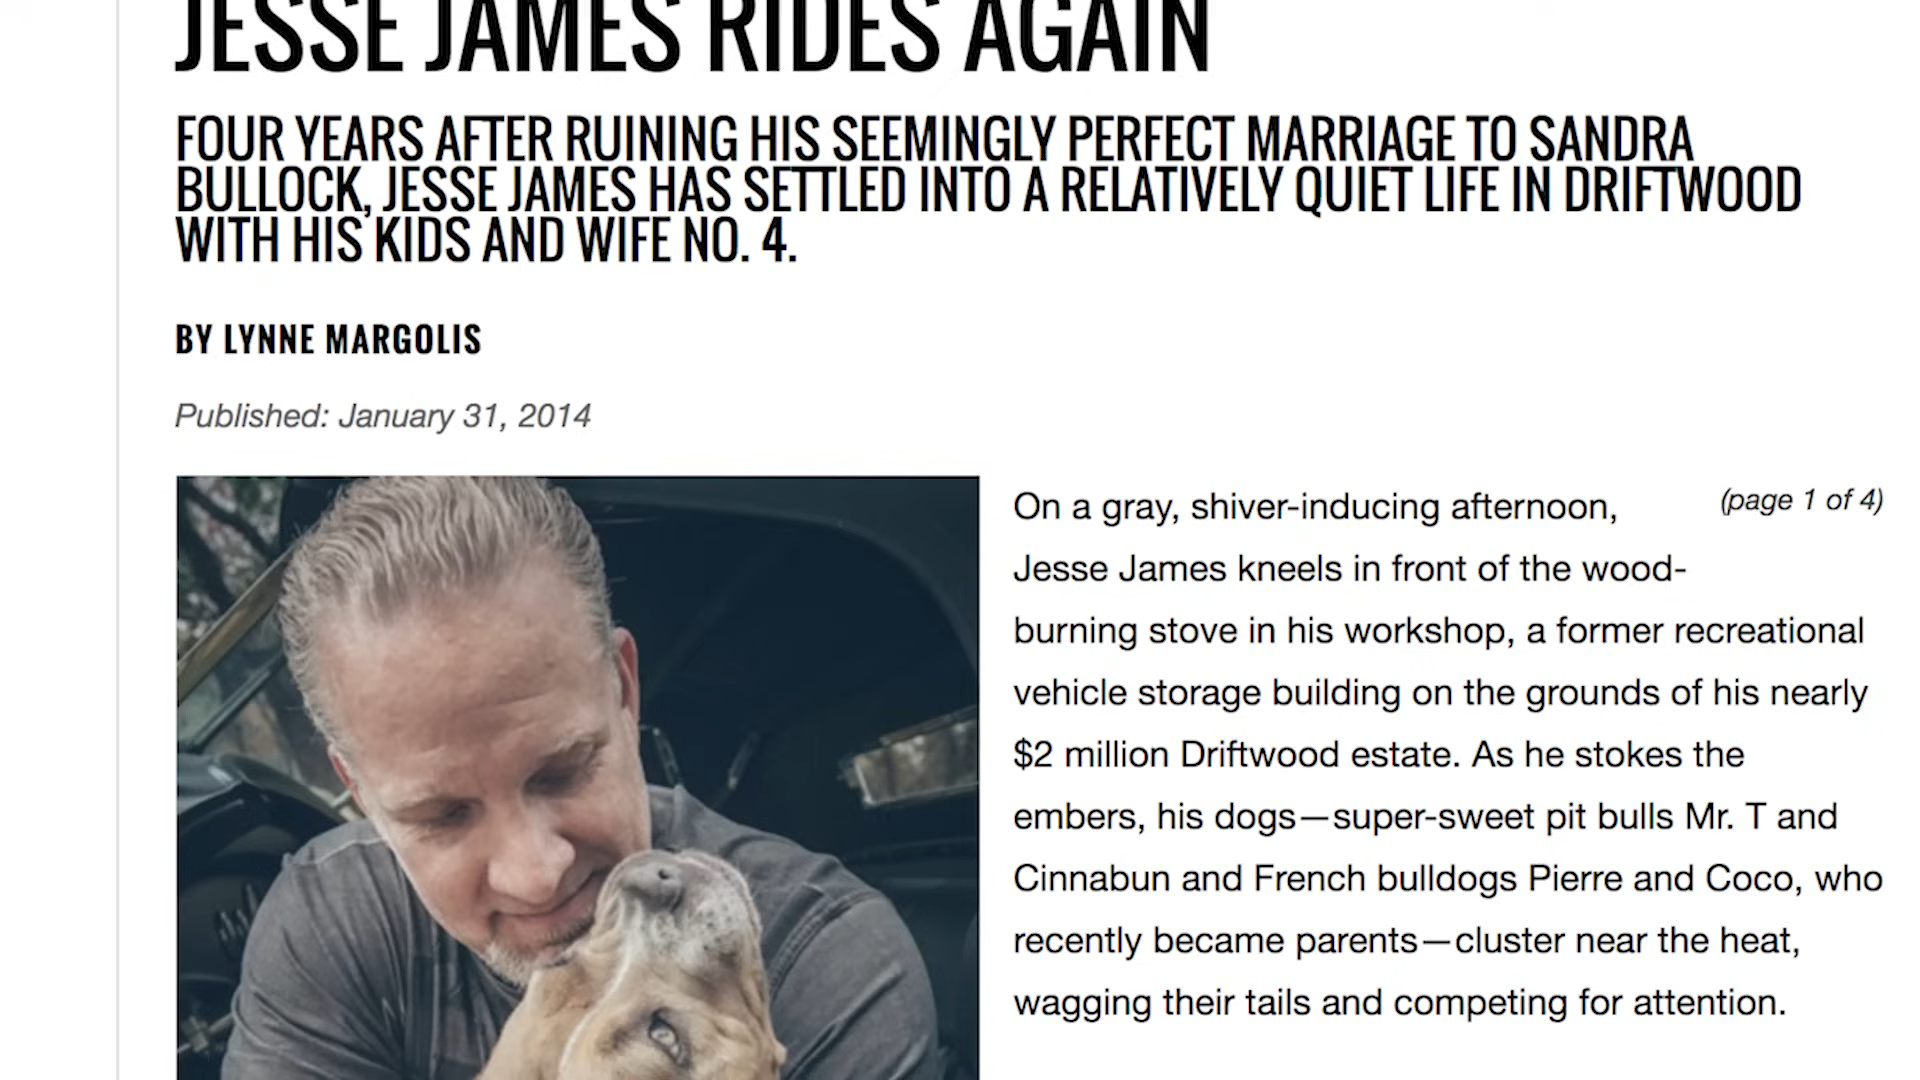 JESSE JAMES RIDES AGAIN
FOUR YEARS AFTER RUINING HIS SEEMINGLY PERFECT MARRIAGE TO SANDRA
BULLOCK, JESSE JAMES HAS SETTLED INTO A RELATIVELY QUIET LIFE IN DRIFTWOOD
WITH HIS KIDS AND WIFE NO. 4.
BY LYNNE MARGOLIS
Published: January 31, 2014
(page 1 of 4)
On a gray, shiver-inducing afternoon,
Jesse James kneels in front of the wood-
burning stove in his workshop, a former recreational
vehicle storage building on the grounds of his nearly
$2 million Driftwood estate. As he stokes the
embers, his dogs—super-sweet pit bulls Mr. T and
Cinnabun and French bulldogs Pierre and Coco, who
recently became parents—cluster near the heat,
wagging their tails and competing for attention.